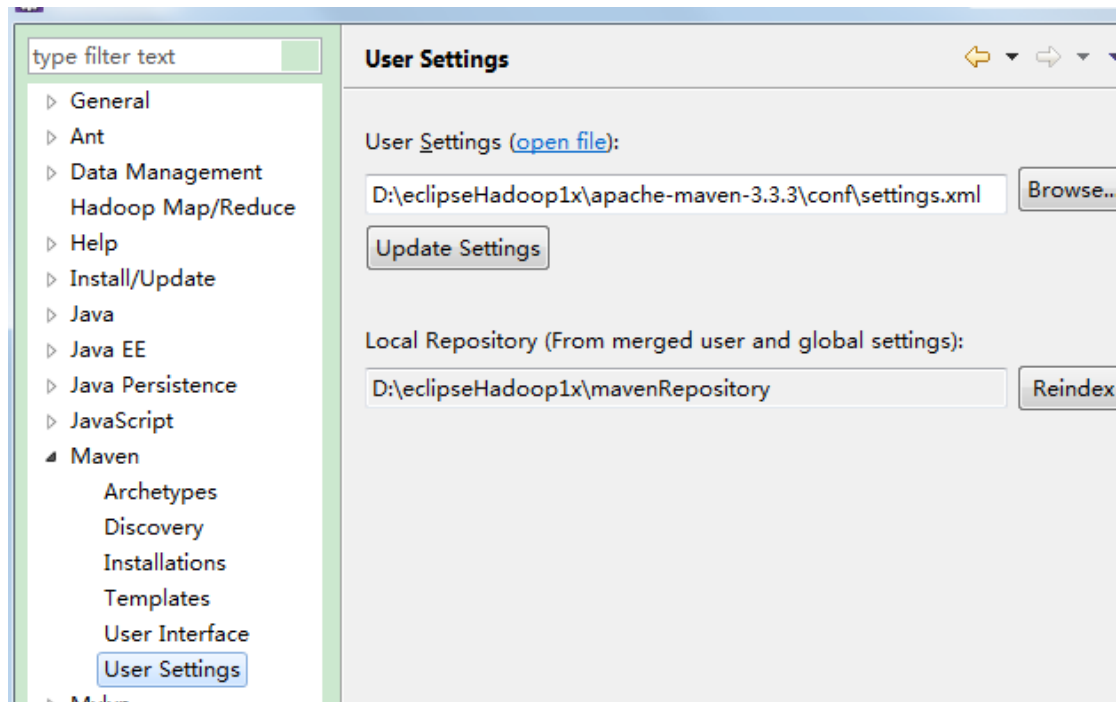 type filter text
General
Ant
Data Management
Hadoop Map/Reduce
Help
Install/Update
Java
Java EE
Java Persistence
JavaScript
Maven
Archetypes
Discovery
Installations
Templates
User Interface
User Settings
User Settings
User Settings (open file):
D:\eclipseHadoop1x\apache-maven-3.3.3\conf\settings.xml
Browse...
Update Settings
Local Repository (From merged user and global settings):
D:\eclipseHadoop1x\mavenRepository
Reindex